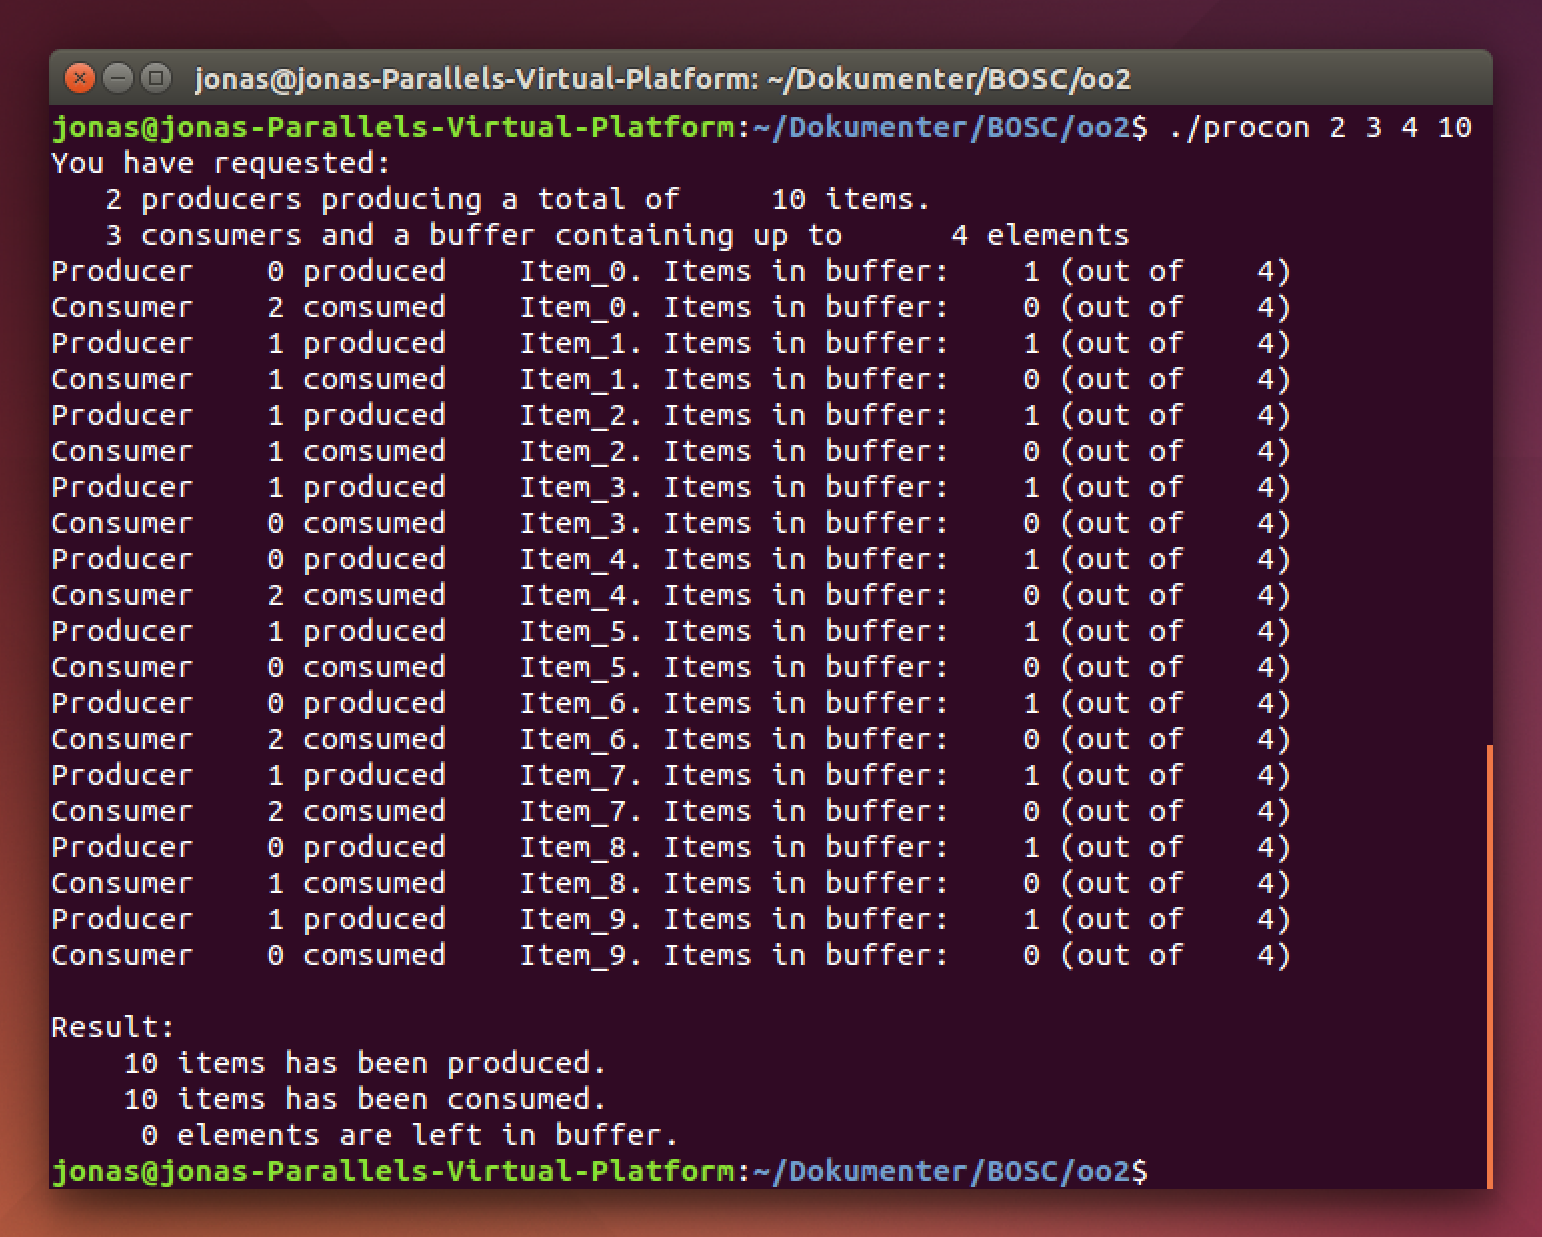 jonas@jonas-Parallels-Virtual-Platform: ~/Dokumenter/BOSC/oo2
jonas@jonas-Parallels-Virtual-Platform:~/Dokumenter/BOSC/oo2$ ./procon 2 3 4 10
You have requested:
   2 producers producing a total of     10 items.
   3 consumers and a buffer containing up to      4 elements
Producer    0 produced    Item_0. Items in buffer:    1 (out of    4)
Consumer    2 comsumed    Item_0. Items in buffer:    0 (out of    4)
Producer    1 produced    Item_1. Items in buffer:    1 (out of    4)
Consumer    1 comsumed    Item_1. Items in buffer:    0 (out of    4)
Producer    1 produced    Item_2. Items in buffer:    1 (out of    4)
Consumer    1 comsumed    Item_2. Items in buffer:    0 (out of    4)
Producer    1 produced    Item_3. Items in buffer:    1 (out of    4)
Consumer    0 comsumed    Item_3. Items in buffer:    0 (out of    4)
Producer    0 produced    Item_4. Items in buffer:    1 (out of    4)
Consumer    2 comsumed    Item_4. Items in buffer:    0 (out of    4)
Producer    1 produced    Item_5. Items in buffer:    1 (out of    4)
Consumer    0 comsumed    Item_5. Items in buffer:    0 (out of    4)
Producer    0 produced    Item_6. Items in buffer:    1 (out of    4)
Consumer    2 comsumed    Item_6. Items in buffer:    0 (out of    4)
Producer    1 produced    Item_7. Items in buffer:    1 (out of    4)
Consumer    2 comsumed    Item_7. Items in buffer:    0 (out of    4)
Producer    0 produced    Item_8. Items in buffer:    1 (out of    4)
Consumer    1 comsumed    Item_8. Items in buffer:    0 (out of    4)
Producer    1 produced    Item_9. Items in buffer:    1 (out of    4)
Consumer    0 comsumed    Item_9. Items in buffer:    0 (out of    4)

Result:
    10 items has been produced.
    10 items has been consumed.
     0 elements are left in buffer.
jonas@jonas-Parallels-Virtual-Platform:~/Dokumenter/BOSC/oo2$